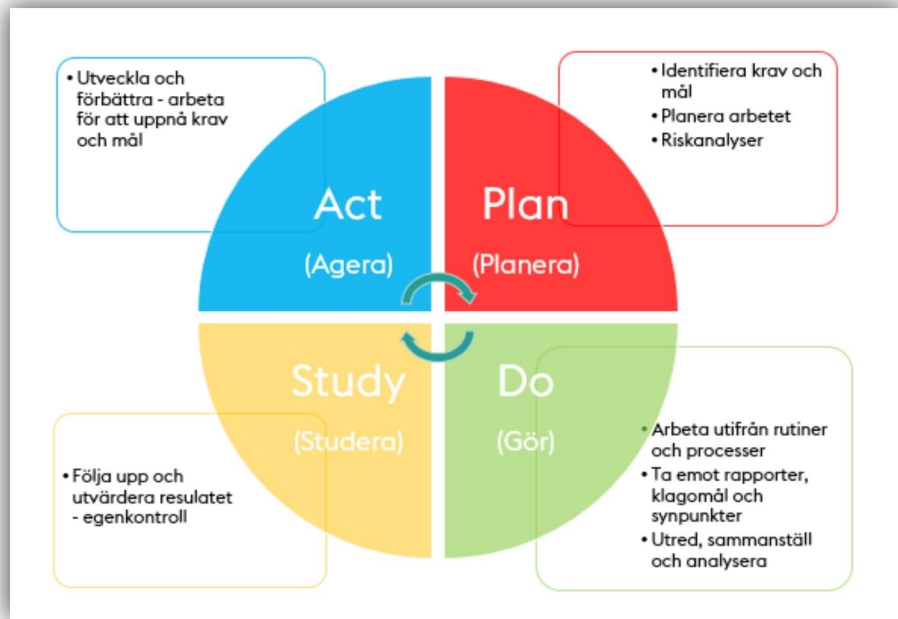 • Utveckla och
förbättra - arbeta
för att uppnå krav
och mål
• Identifiera krav och
mål
• Planera arbetet
• Riskanalyser
Act
(Agera)
Plan
(Planera)
Study
(Studera)
Do
(Gör)
• Följa upp och
utvärdera resulatet
- egenkontroll
• Arbeta utifrån rutiner
och processer
• Ta emot rapporter,
klagomål och
synpunkter
• Utred, sammanställ
och analysera